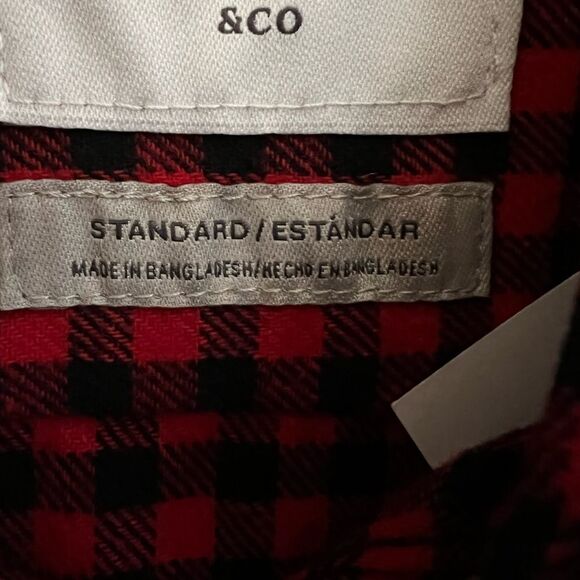 &CO
STANDARD/ESTÁNDAR
MADE IN BANGLADESH/HECHO EN BANGLADESH